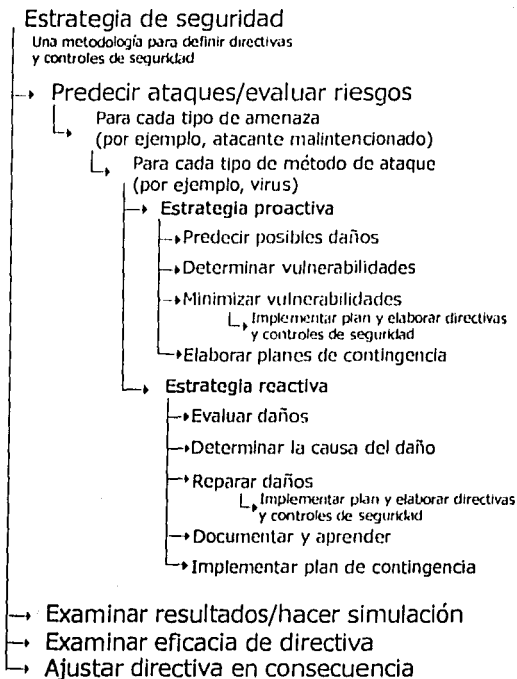 Estrategia de seguridad
Una metodología para definir directivas
y controles de seguridad
Predecir ataques/evaluar riesgos
Para cada tipo de amenaza
(por ejemplo, atacante malintencionado)
Para cada tipo de método de ataque
(por ejemplo, virus)
Estrategia proactiva
Predecir posibles daños
Determinar vulnerabilidades
Minimizar vulnerabilidades
Implementar plan y elaborar directivas
y controles de seguridad
Elaborar planes de contingencia
Estrategia reactiva
Evaluar daños
Determinar la causa del daño
Reparar daños
Implementar plan y elaborar directivas
y controles de seguridad
Documentar y aprender
Implementar plan de contingencia
Examinar resultados/hacer simulación
Examinar eficacia de directiva
Ajustar directiva en consecuencia